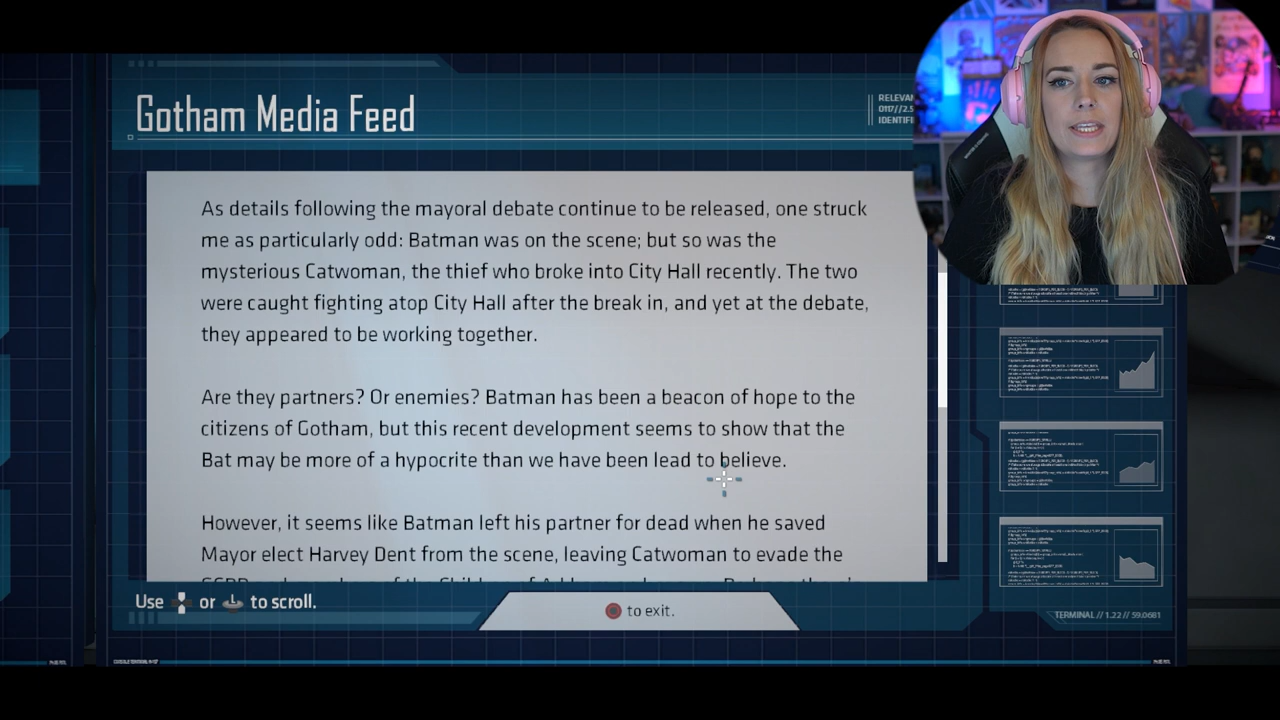 Gotham Media Feed
As details following the mayoral debate continue to be released, one struck
me as particularly odd: Batman was on the scene; but so was the
mysterious Catwoman, the thief who broke into City Hall recently. The two
were caught fighting atop City Hall after the break in, and yet at the debate,
they appeared to be working together.
Are they partners? Or enemies? Batman has been a beacon of hope to the
citizens of Gotham, but this recent development seems to show that the
Bat may be more of a hypocrite than we have been lead to believe.
However, it seems like Batman left his partner for dead when he saved
Mayor elect Harvey Dent from the scene, leaving Catwoman to evade the
Use or to scroll.
to exit.
TERMINAL // 1.22 // 59.0681